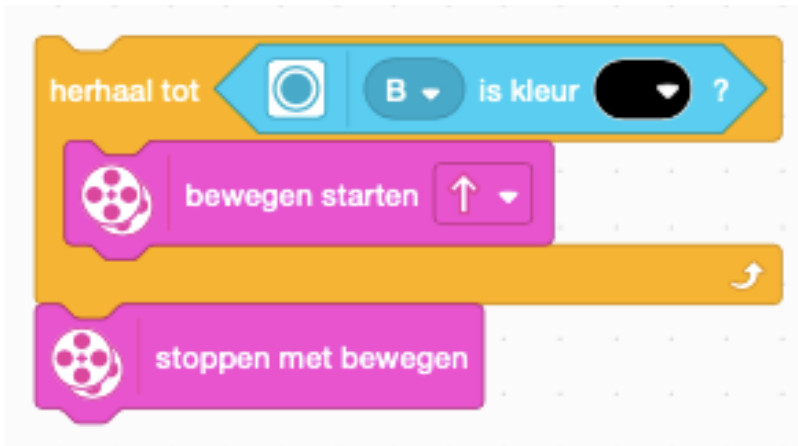 herhaal tot B is kleur ?
bewegen starten
stoppen met bewegen